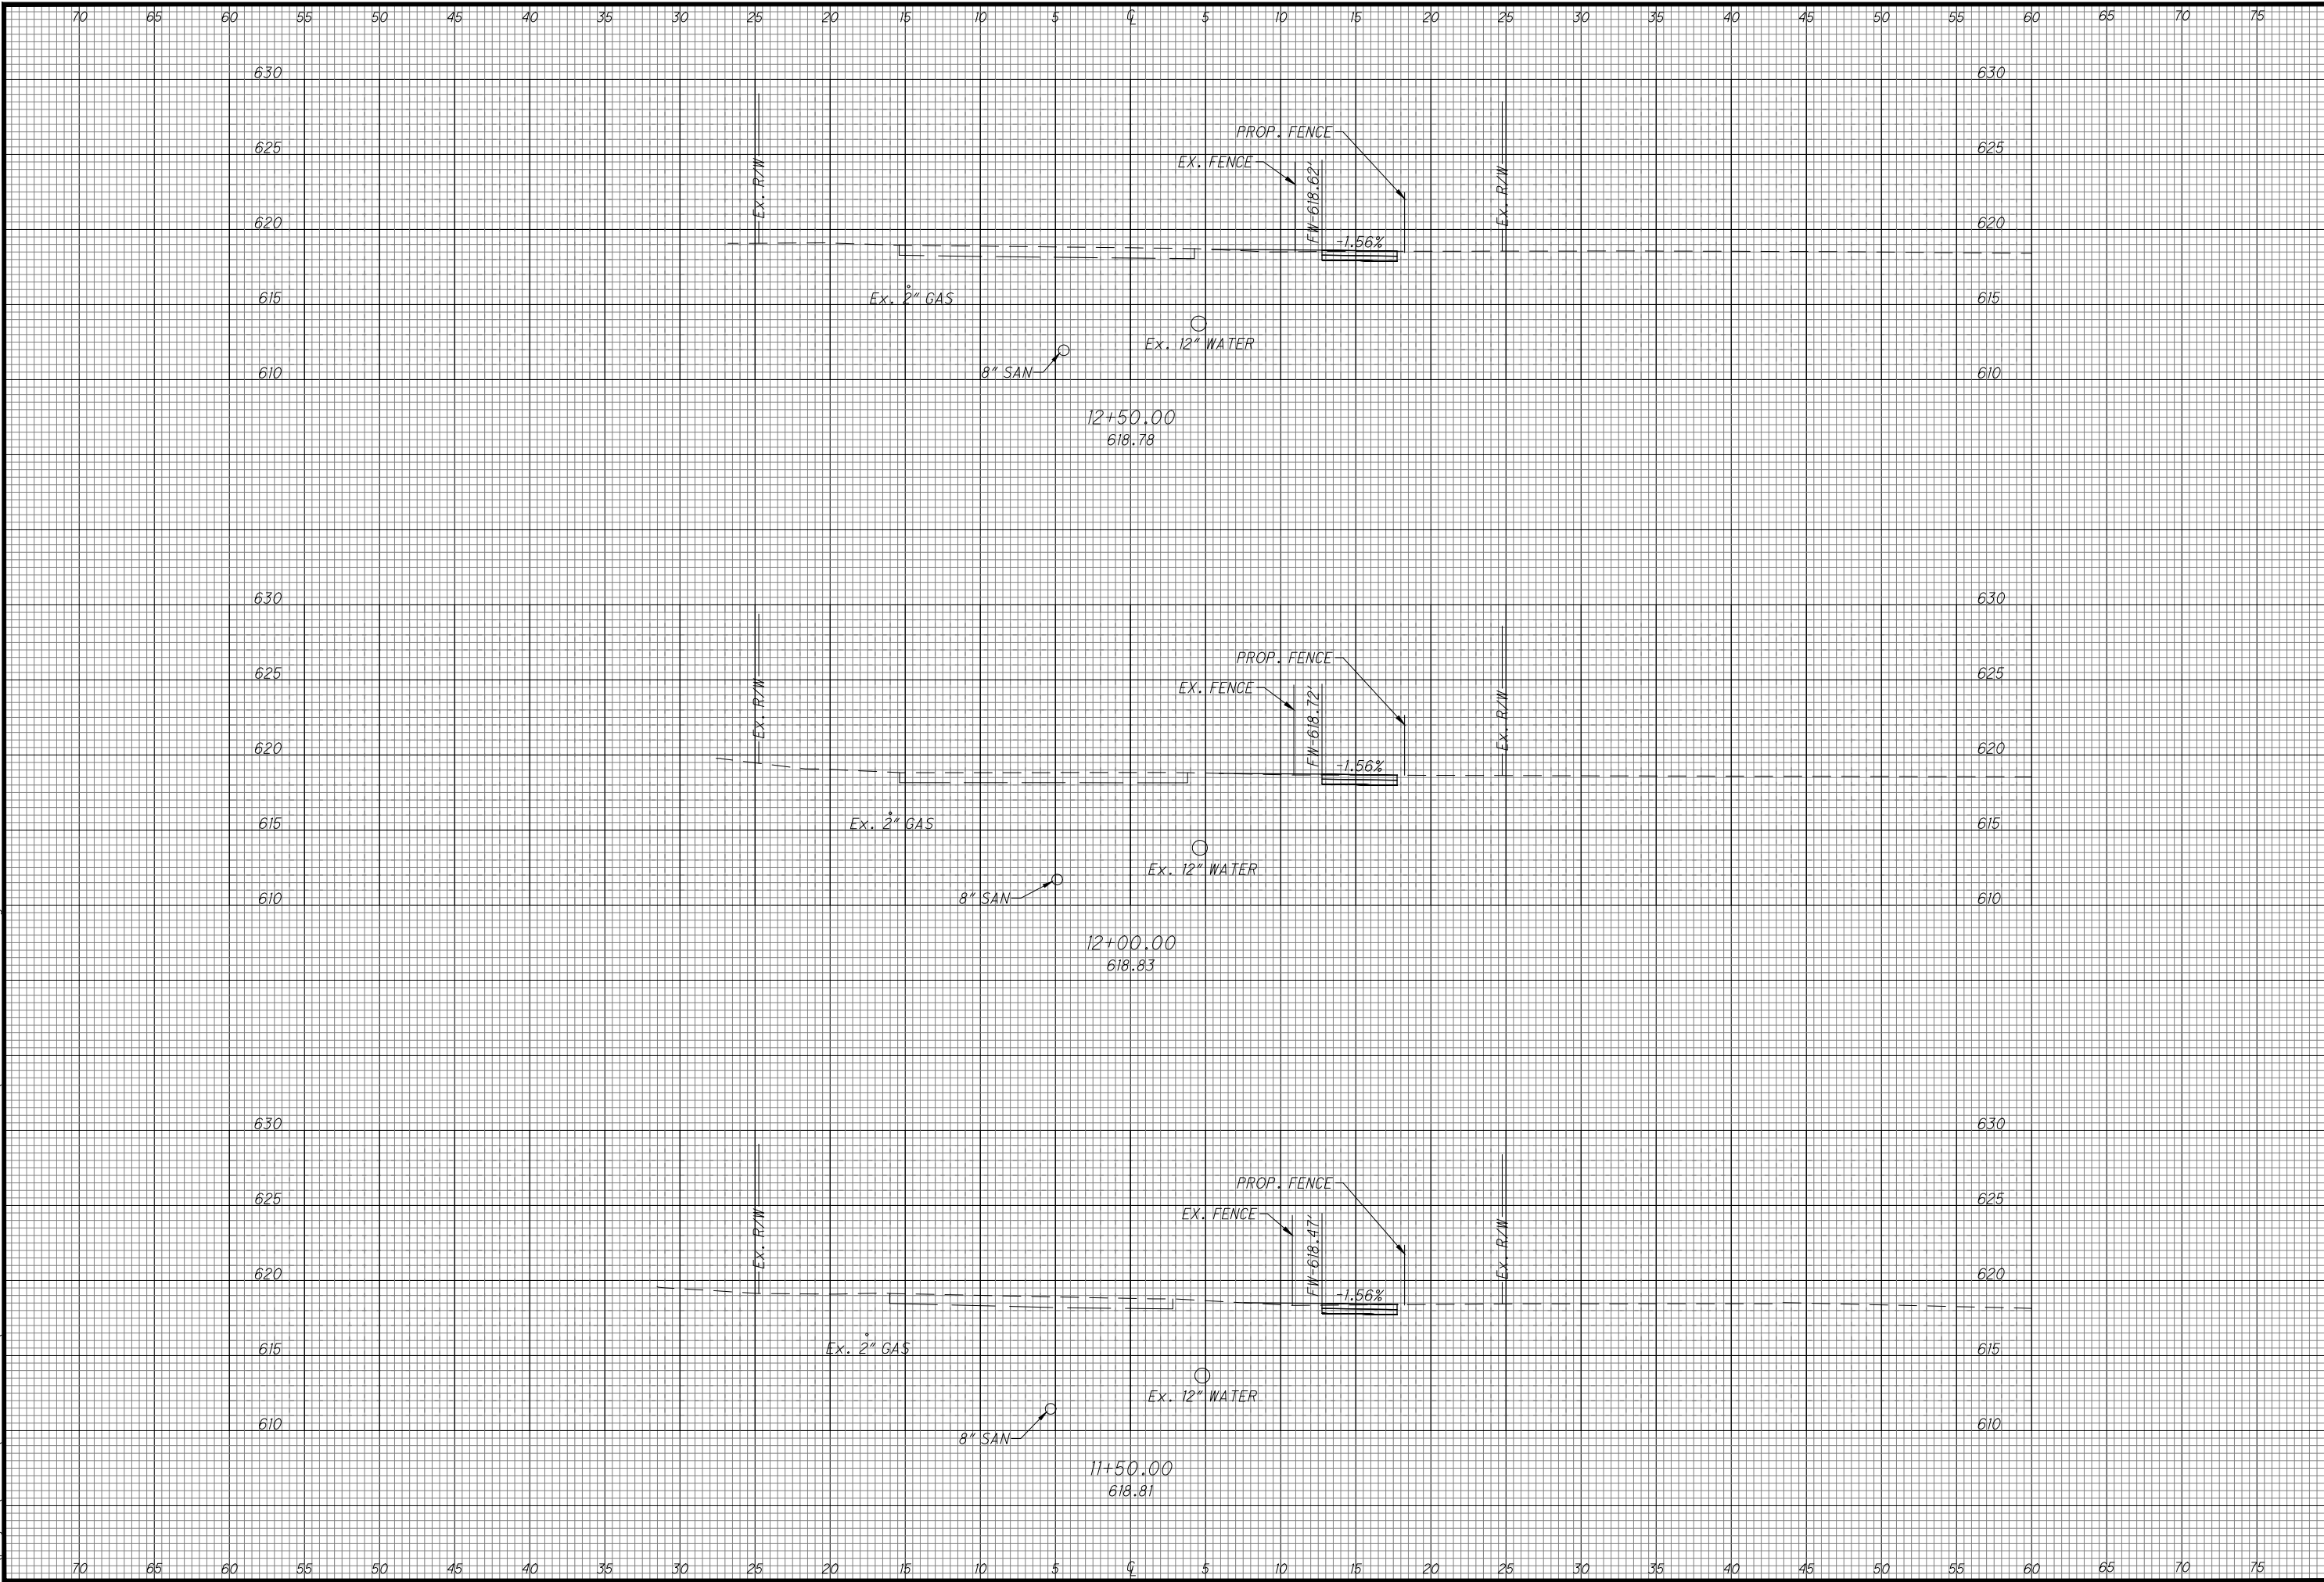 70 65 60 55 50 45 40 35 30 25 20 15 10 5 ℄ 5 10 15 20 25 30 35 40 45 50 55 60 65 70 75
630 630
PROP. FENCE
625 625
EX. FENCE
Ex. R/W
FW-618.62'
Ex. R/W
620 620
-1.56%
615 615
Ex. 2" GAS
Ex. 12" WATER
8" SAN
610 610
12+50.00
618.78
630 630
PROP. FENCE
625 625
EX. FENCE
Ex. R/W
FW-618.72'
Ex. R/W
620 620
-1.56%
615 615
Ex. 2" GAS
Ex. 12" WATER
8" SAN
610 610
12+00.00
618.83
630 630
PROP. FENCE
625 625
EX. FENCE
Ex. R/W
FW-618.47'
Ex. R/W
620 620
-1.56%
615 615
Ex. 2" GAS
Ex. 12" WATER
610 610
8" SAN
11+50.00
618.81
70 65 60 55 50 45 40 35 30 25 20 15 10 5 ℄ 5 10 15 20 25 30 35 40 45 50 55 60 65 70 75